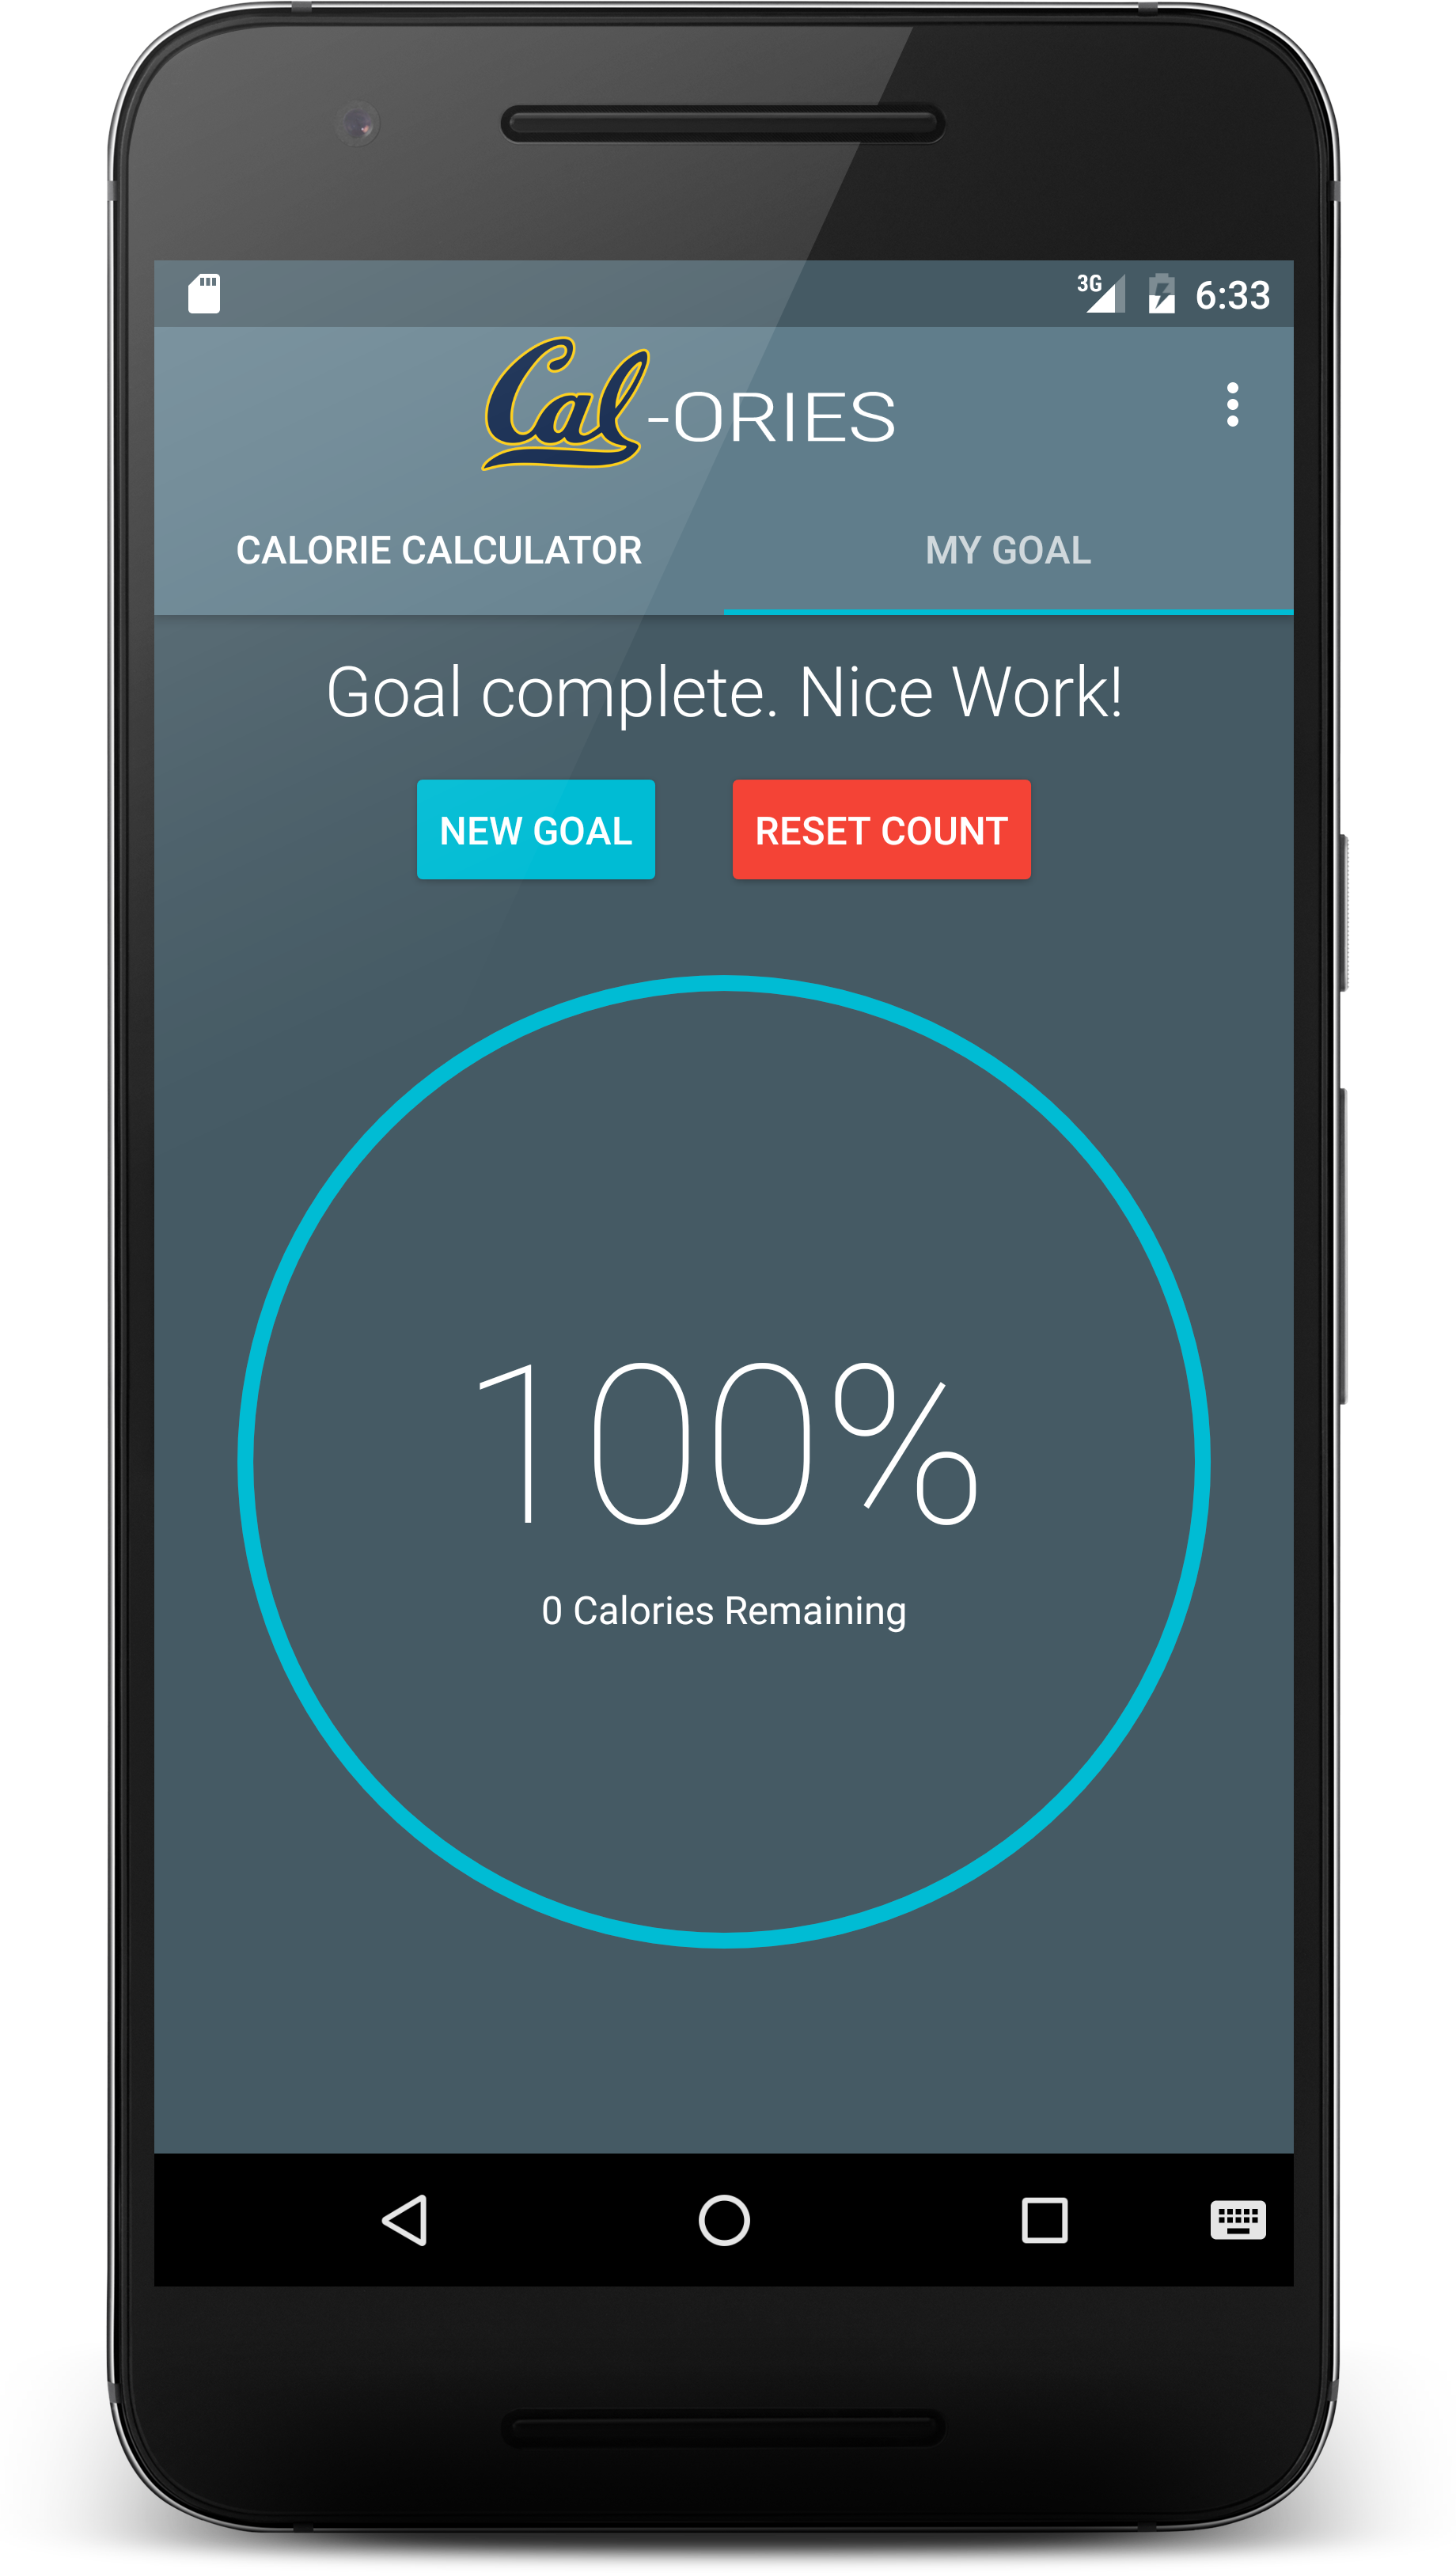 3G 6:33
Cal-ORIES
CALORIE CALCULATOR MY GOAL
Goal complete. Nice Work!
NEW GOAL RESET COUNT
100%
0 Calories Remaining